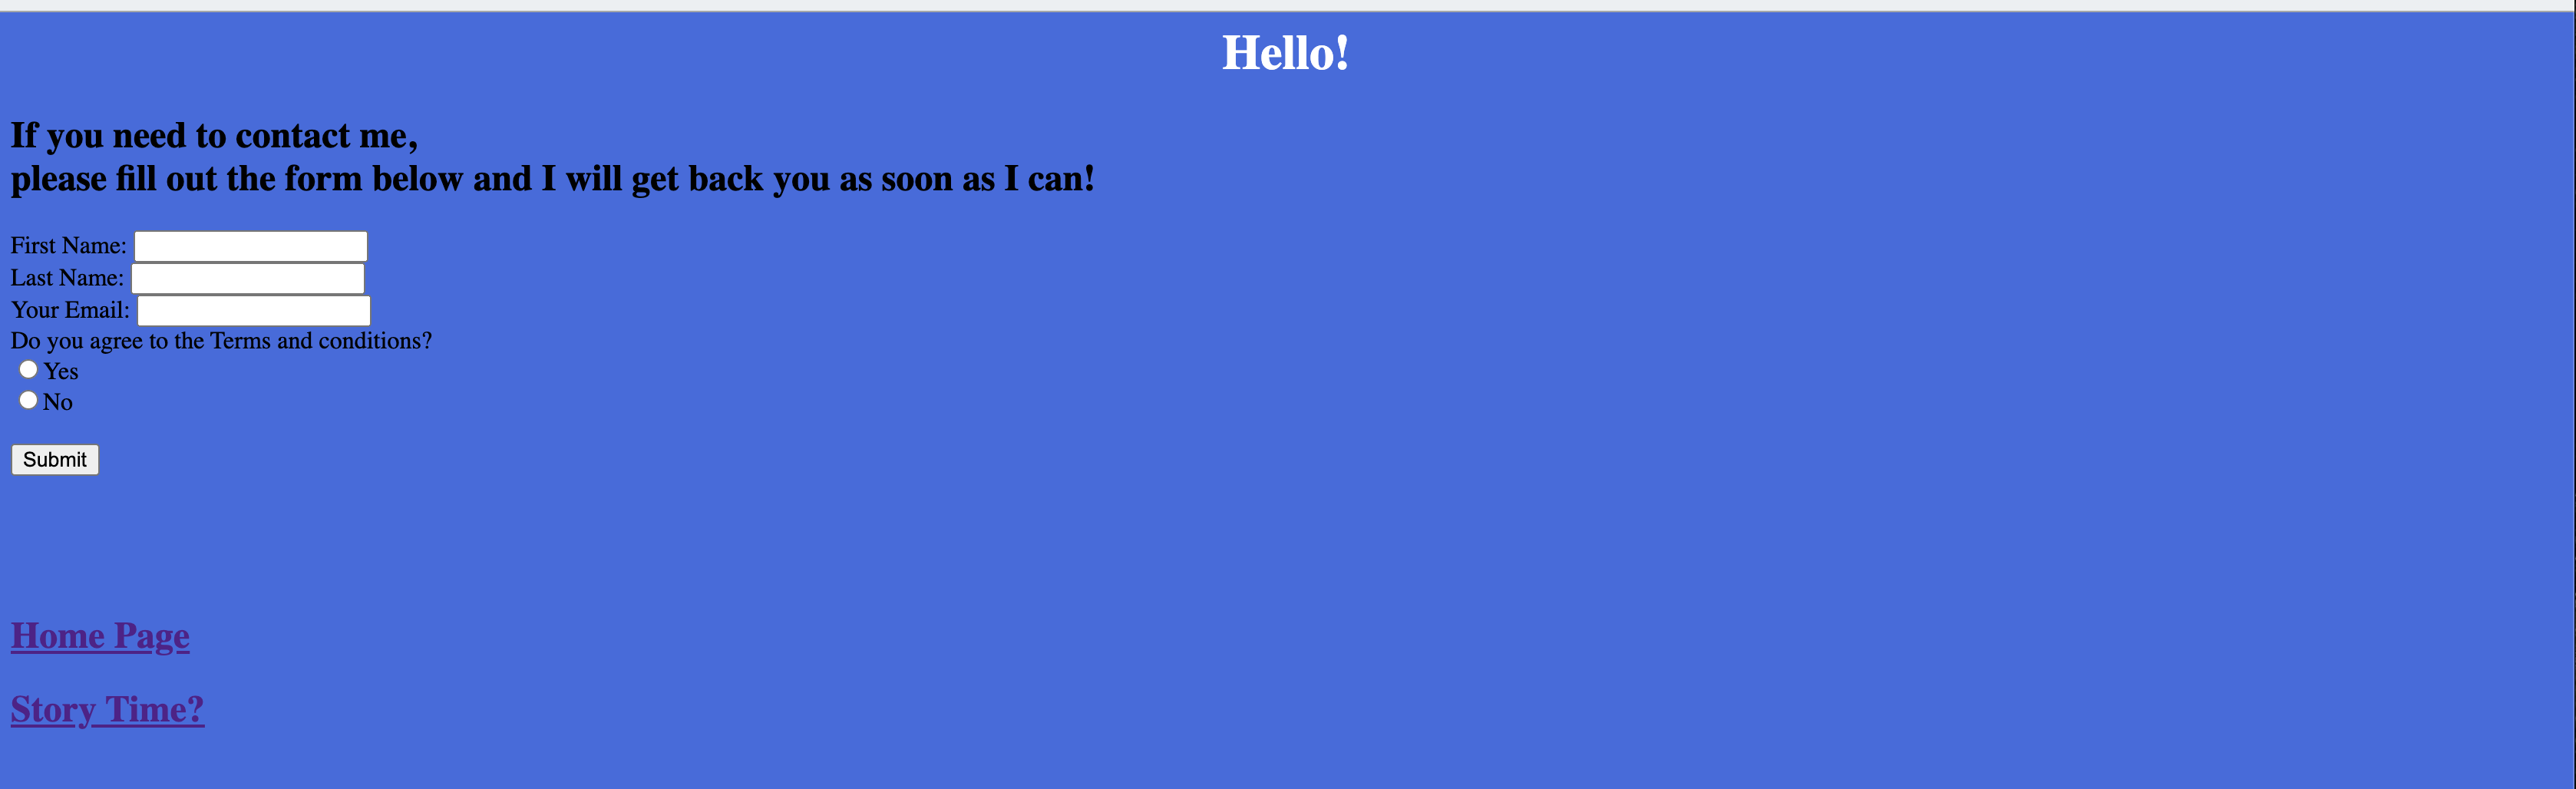 Hello!
If you need to contact me,
please fill out the form below and I will get back you as soon as I can!
First Name:
Last Name:
Your Email:
Do you agree to the Terms and conditions?
Yes
No
Submit
Home Page
Story Time?